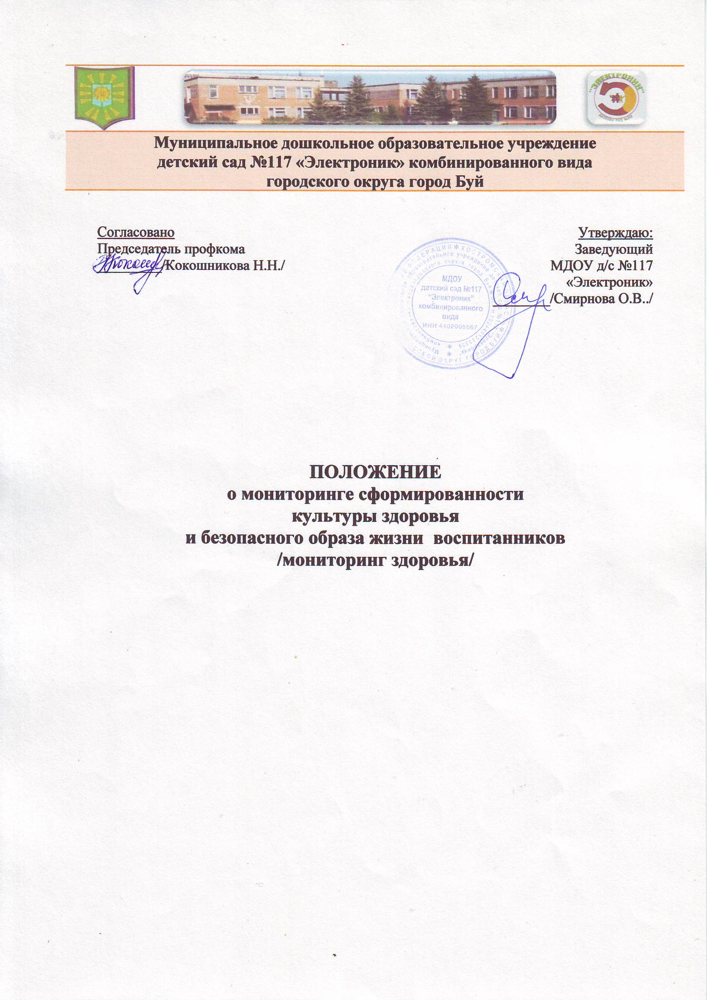 "ЭЛЕКТРОНИК"
Муниципальное дошкольное образовательное учреждение
детский сад №117 «Электроник» комбинированного вида
городского округа город Буй
Согласовано
Председатель профкома
/Кокошникова Н.Н./
Утверждаю:
Заведующий
МДОУ д/с №117
«Электроник»
/Смирнова О.В../
МДОУ
детский сад №117
"Электроник"
комбинированного
вида
ИНН 4402005567
ПОЛОЖЕНИЕ
о мониторинге сформированности
культуры здоровья
и безопасного образа жизни воспитанников
/мониторинг здоровья/